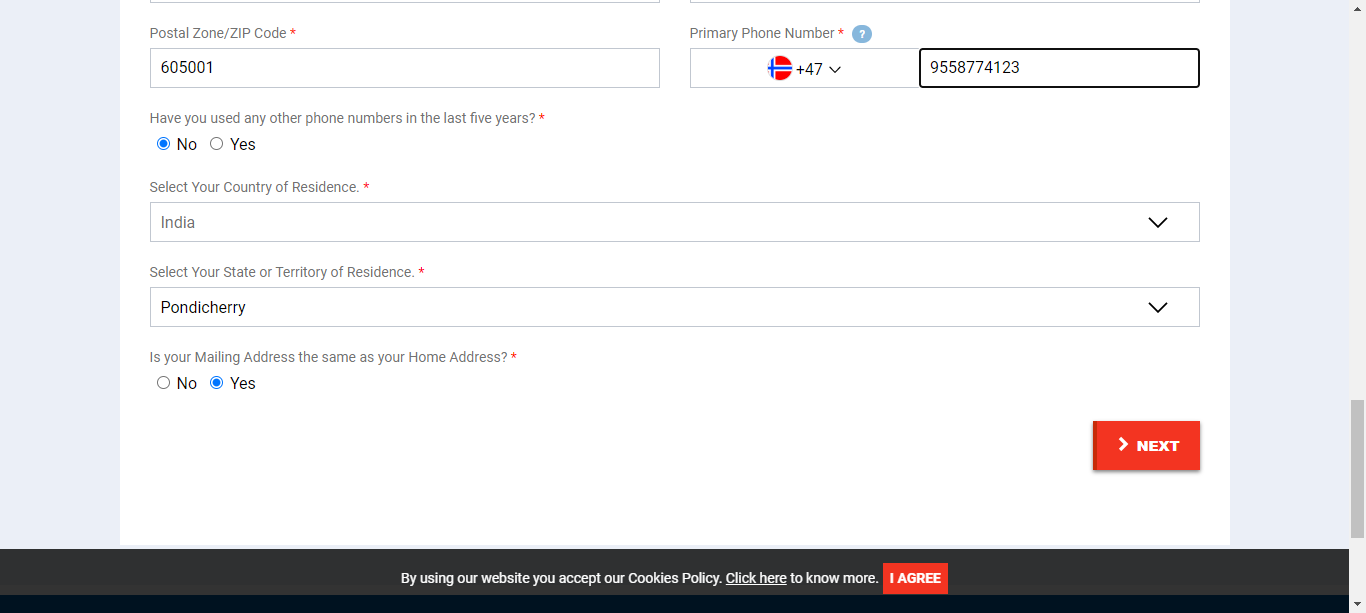 Postal Zone/ZIP Code *
Primary Phone Number * ?
605001
+47
9558774123
Have you used any other phone numbers in the last five years? *
No Yes
Select Your Country of Residence. *
India
Select Your State or Territory of Residence. *
Pondicherry
Is your Mailing Address the same as your Home Address? *
No Yes
NEXT
By using our website you accept our Cookies Policy. Click here to know more. I AGREE